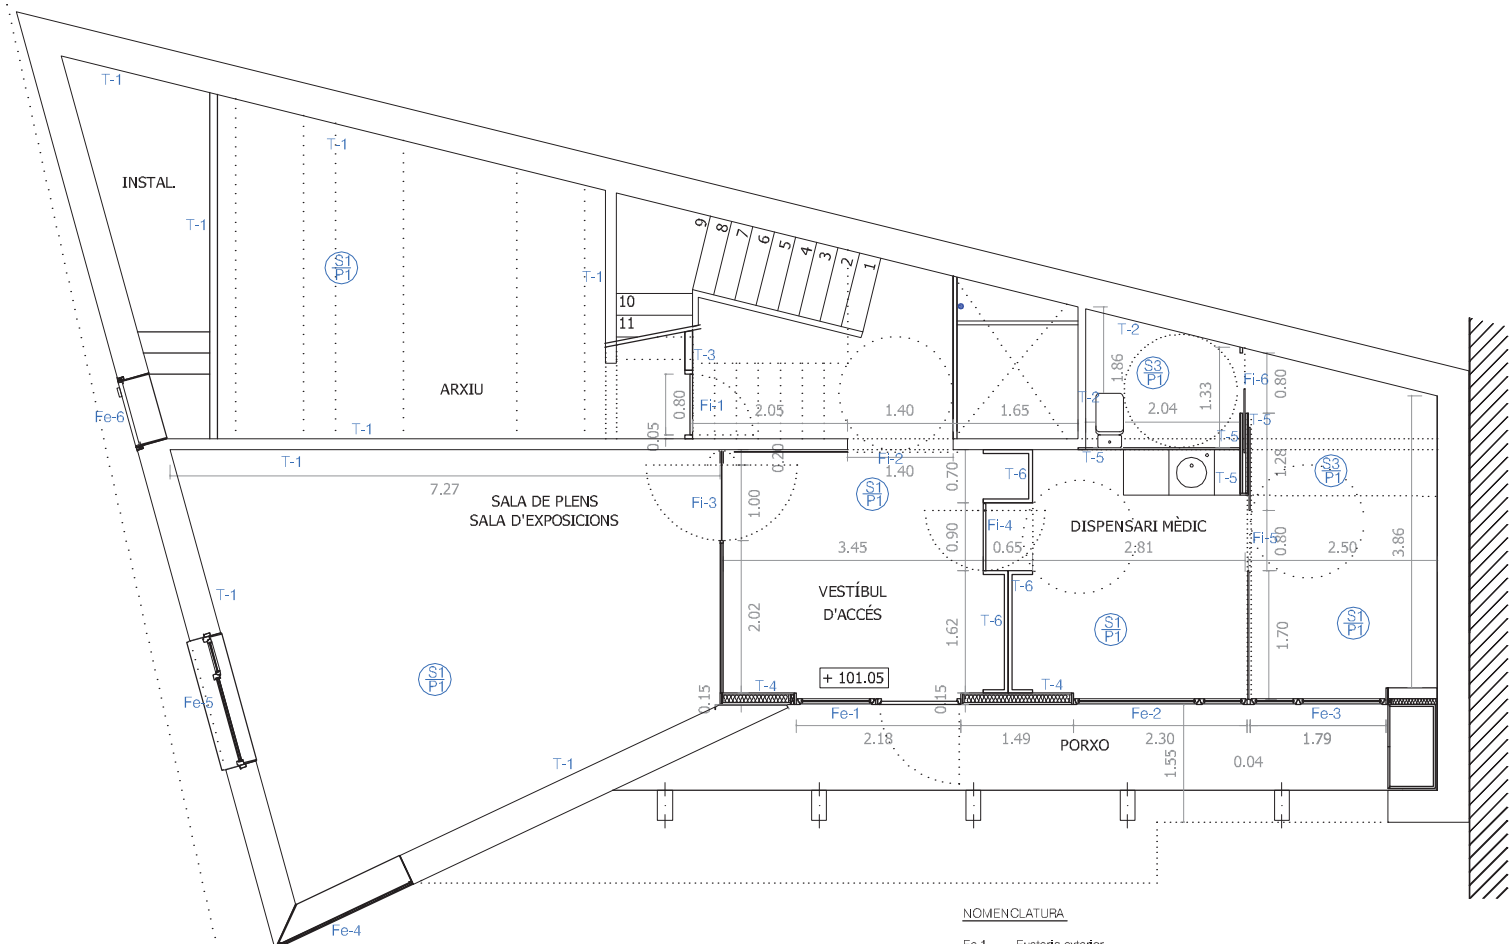 T-1
INSTAL.
T-1
T-1
S1
P1
T-1
9
8
7
6
5
4
3
2
1
10
11
T-3
ARXIU
T-1
Fe-6
0.80
0.05
Fi-1
2.05
1.40
1.65
T-2
1.86
S3
P1
T-2
2.04
1.33
Fi-6
0.80
T-5
T-5
T-5
T-5
1.28
S3
P1
T-1
7.27
SALA DE PLENS
SALA D'EXPOSICIONS
Fi-3
0.20
1.00
Fi-2
1.40
0.70
S1
P1
T-6
Fi-4
0.90
0.65
DISPENSARI MÈDIC
2.81
Fi-5
0.80
2.50
3.86
3.45
VESTÍBUL
D'ACCÉS
2.02
1.62
T-6
T-6
S1
P1
1.70
S1
P1
T-1
S1
P1
Fe-5
+ 101.05
0.15
T-4
0.15
T-4
Fe-1
Fe-2
Fe-3
2.18
1.49
2.30
1.79
PORXO
1.55
0.04
T-1
Fe-4
NOMENCLATURA
Fe-1 Fusteria exterior